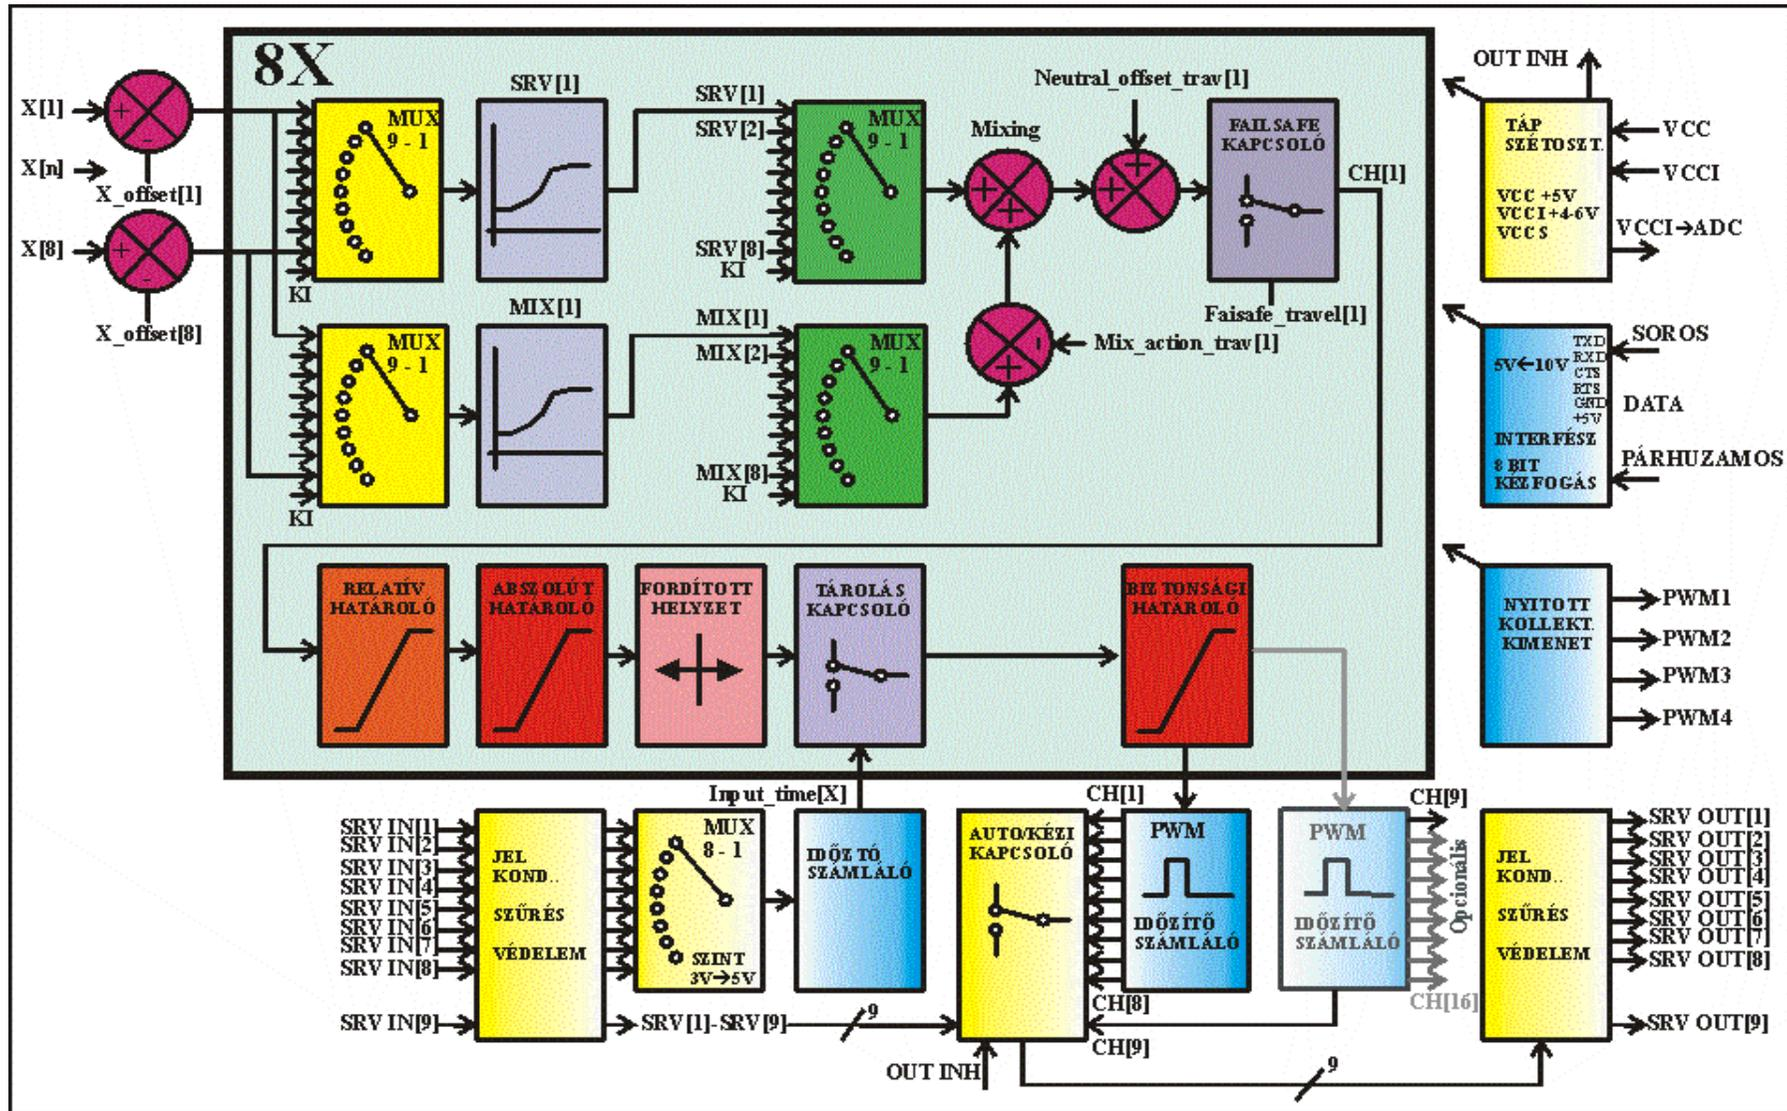 8X
X[1]
+
-
X[n]
X_offset[1]
X[8]
+
-
X_offset[8]
MUX
9 - 1
KI
SRV[1]
SRV[1]
SRV[2]
SRV[8]
KI
MUX
9 - 1
Mixing
+
+
Neutral_offset_trav[1]
+
+
FAILSAFE
KAPCSOLÓ
CH[1]
Faisafe_travel[1]
MUX
9 - 1
KI
MIX[1]
MIX[1]
MIX[2]
MIX[8]
KI
MUX
9 - 1
-
+
Mix_action_trav[1]
OUT INH
TÁP
SZÉTOSZT.
VCC +5V
VCCI +4-6V
VCCS
VCC
VCCI
VCCI→ADC
TXD
RXD
CTS
RTS
GND
+5V
5V←10V
INTERFÉSZ
8 BIT
KÉZFOGÁS
SOROS
DATA
PÁRHUZAMOS
RELATÍV
HATÁROLÓ
ABSZOLÚT
HATÁROLÓ
FORDÍTOTT
HELYZET
TÁROLÁS
KAPCSOLÓ
BIZTONSÁGI
HATÁROLÓ
NYITOTT
KOLLEKT.
KIMENET
PWM1
PWM2
PWM3
PWM4
SRV IN[1]
SRV IN[2]
SRV IN[3]
SRV IN[4]
SRV IN[5]
SRV IN[6]
SRV IN[7]
SRV IN[8]
SRV IN[9]
JEL
KOND..
SZŰRÉS
VÉDELEM
MUX
8 - 1
SZINT
3V→5V
Input_time[X]
IDŐZTÓ
SZÁMLÁLÓ
SRV[1]-SRV[9]
9
AUTO/KÉZI
KAPCSOLÓ
OUT INH
CH[1]
CH[8]
CH[9]
PWM
IDŐZÍTŐ
SZÁMLÁLÓ
PWM
IDŐZÍTŐ
SZÁMLÁLÓ
CH[9]
Opcionális
CH[16]
9
JEL
KOND..
SZŰRÉS
VÉDELEM
SRV OUT[1]
SRV OUT[2]
SRV OUT[3]
SRV OUT[4]
SRV OUT[5]
SRV OUT[6]
SRV OUT[7]
SRV OUT[8]
SRV OUT[9]